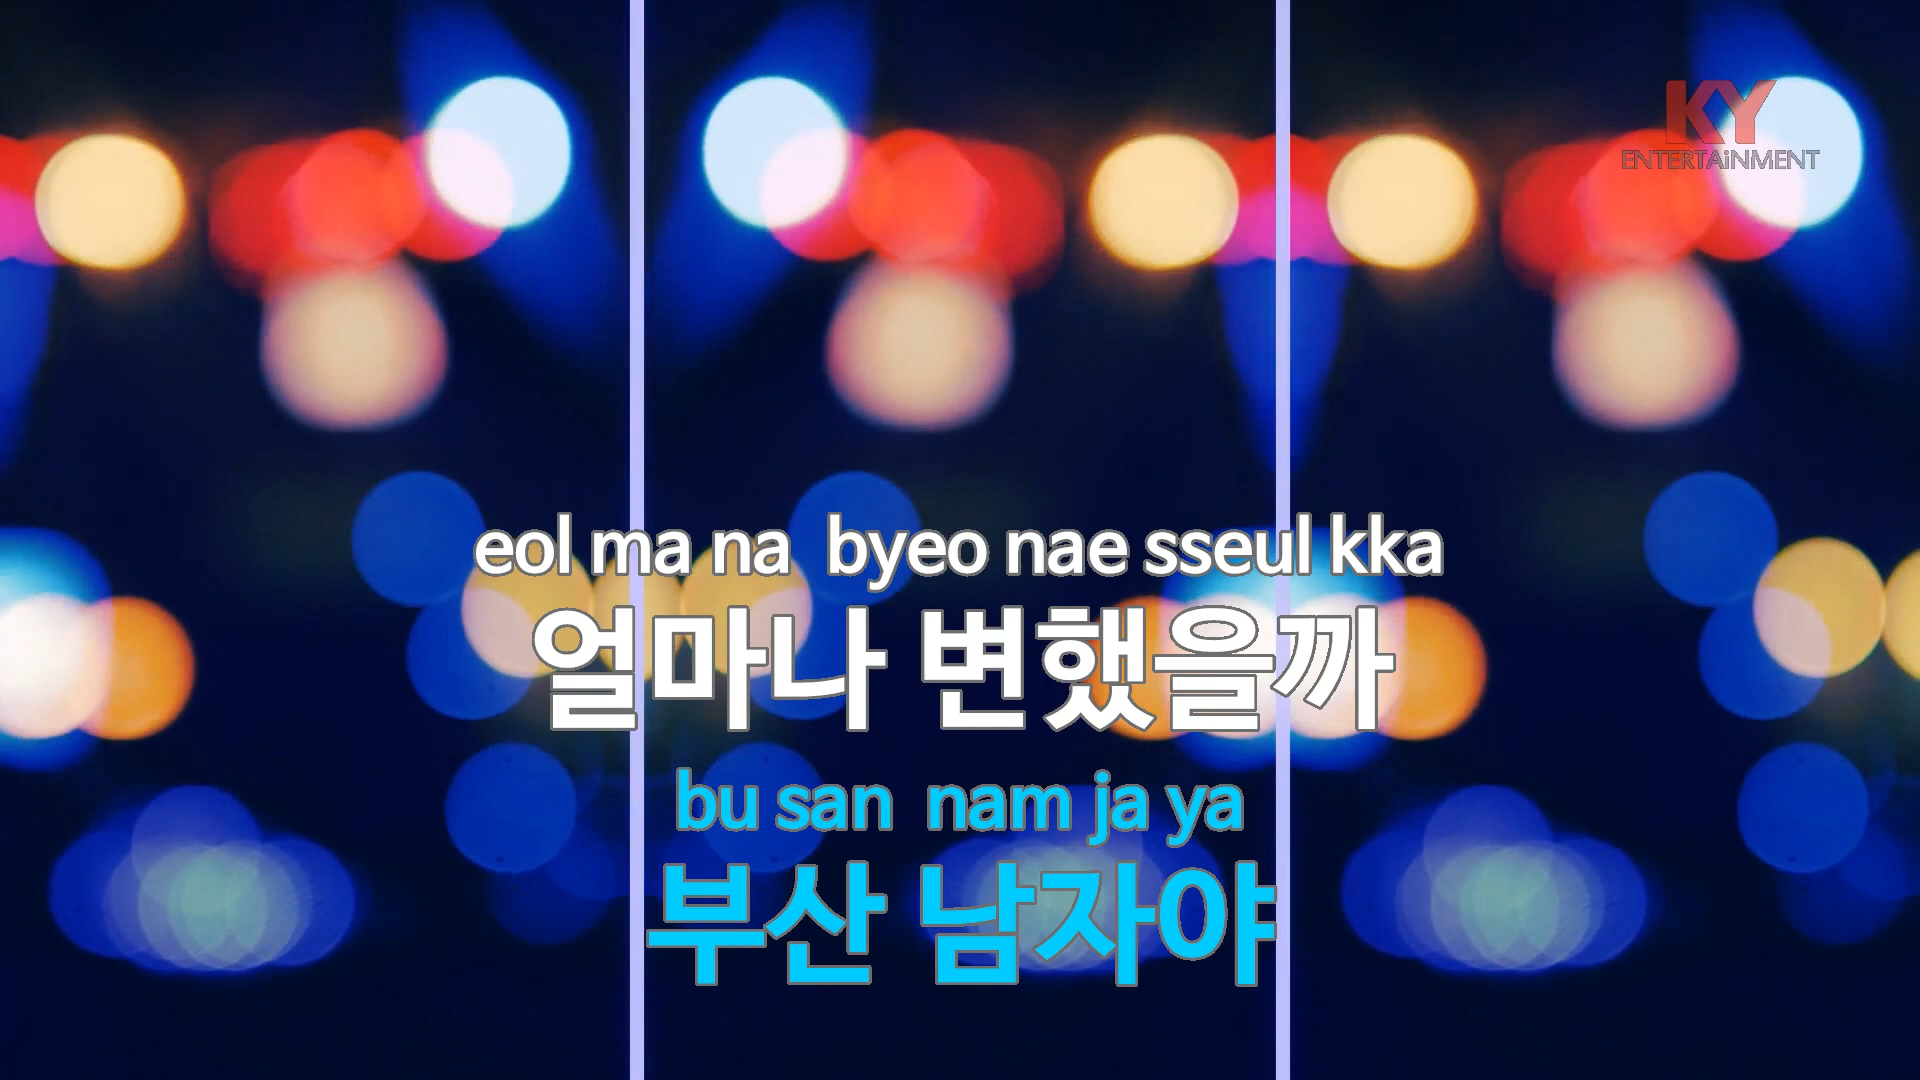 KY
ENTERTAiNMENT
eol ma na byeo nae sseul kka
얼마나 변했을까
bu san nam ja ya
부산 남자야